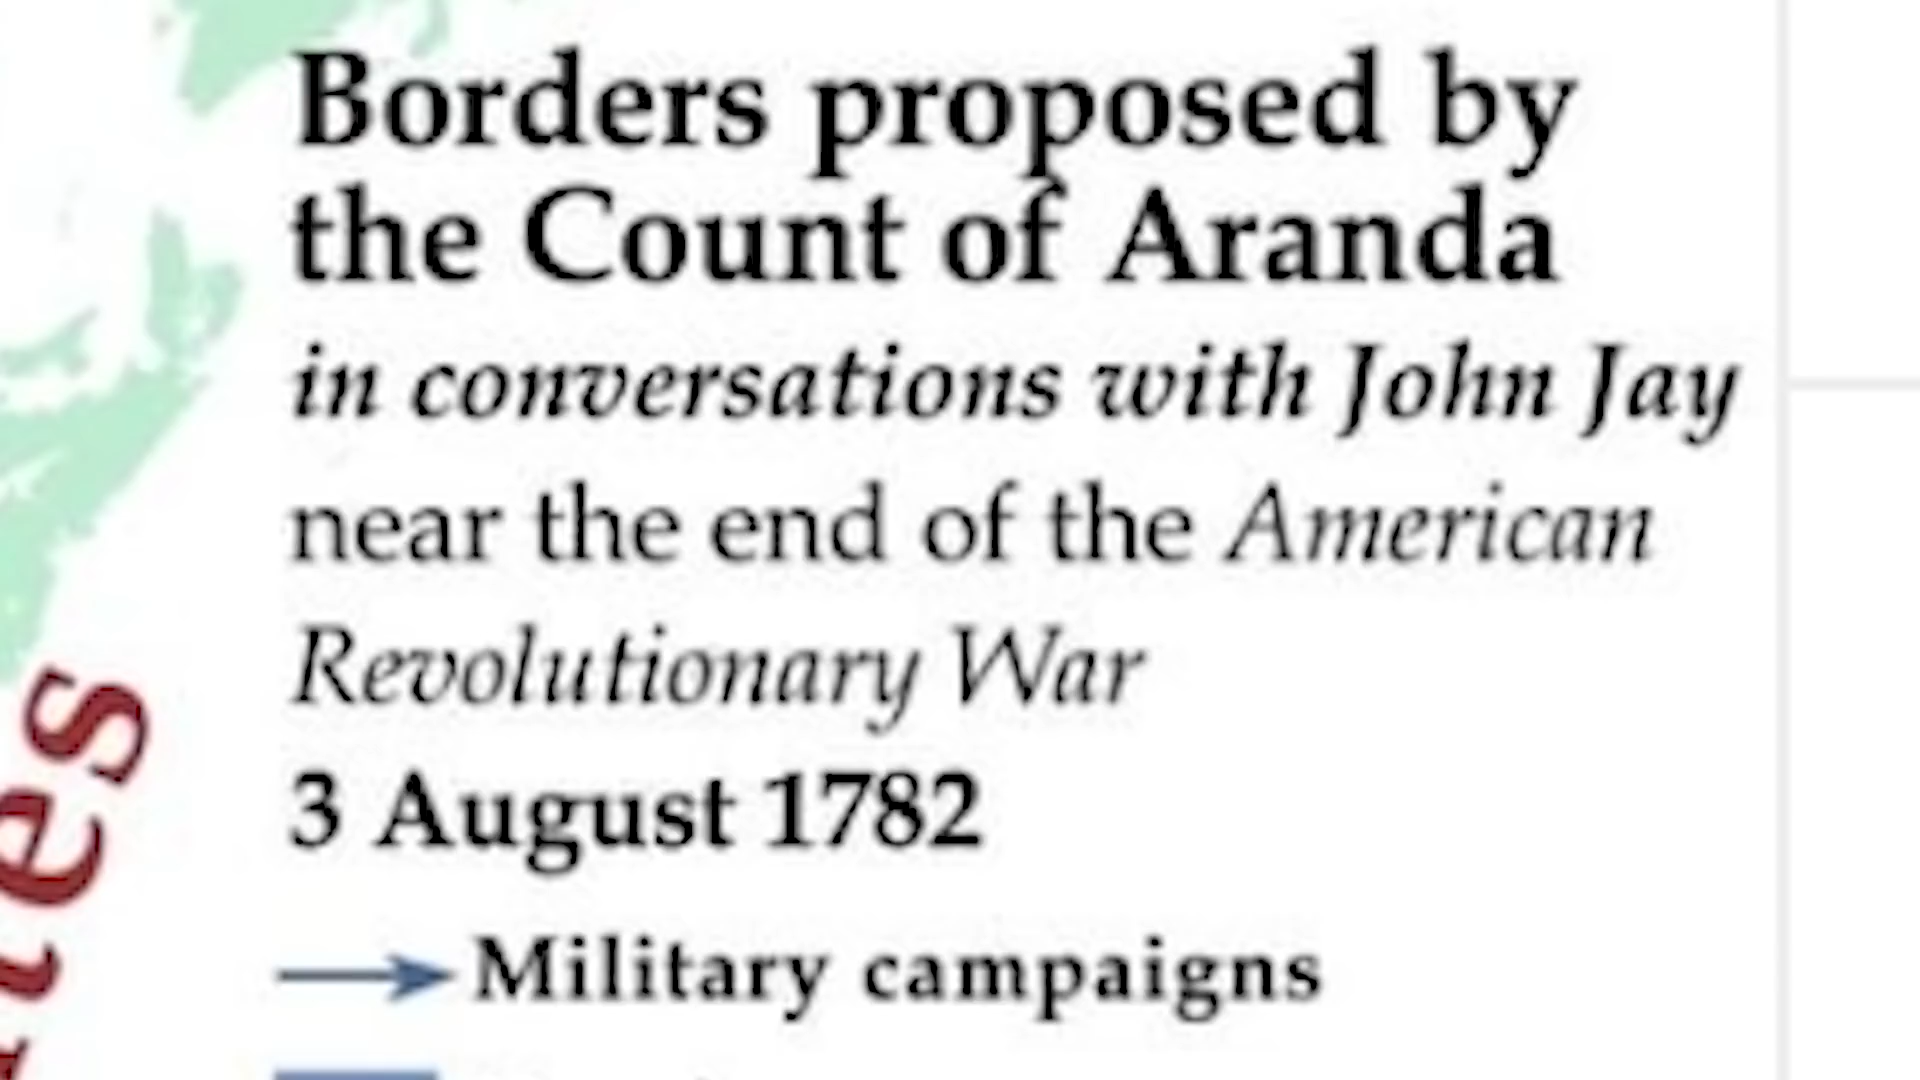 Borders proposed by
the Count of Aranda
in conversations with John Jay
near the end of the American
Revolutionary War
3 August 1782
Military campaigns